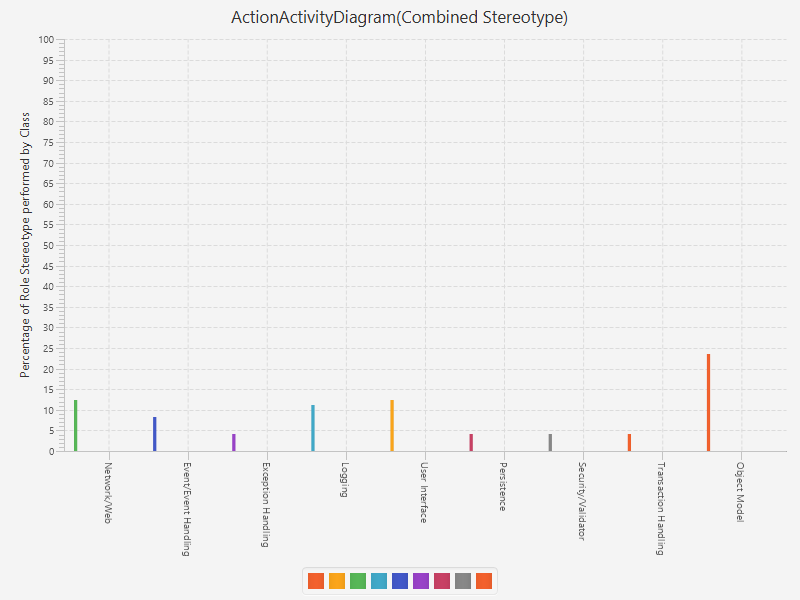 ActionActivityDiagram(Combined Stereotype)
Percentage of Role Stereotype performed by Class
100
95
90
85
80
75
70
65
60
55
50
45
40
35
30
25
20
15
10
5
0
Network/Web
Event/Event Handling
Exception Handling
Logging
User Interface
Persistence
Security/Validator
Transaction Handling
Object Model